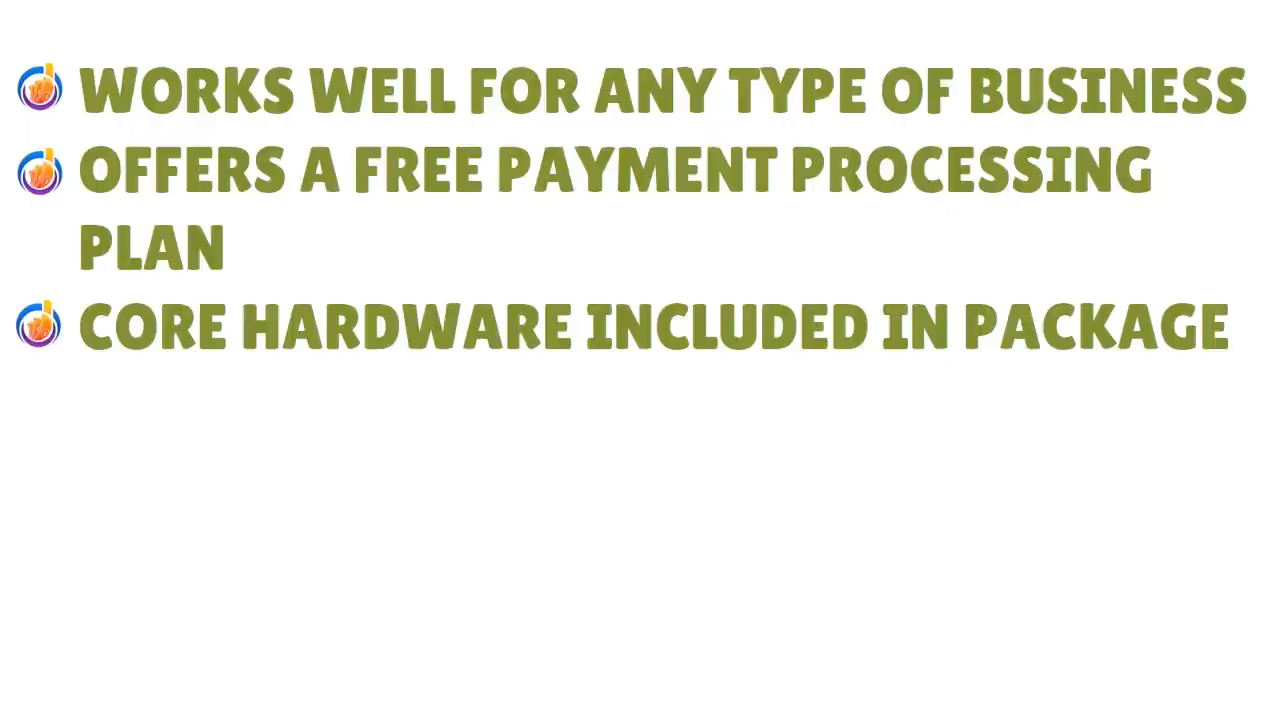 WORKS WELL FOR ANY TYPE OF BUSINESS
OFFERS A FREE PAYMENT PROCESSING
PLAN
CORE HARDWARE INCLUDED IN PACKAGE